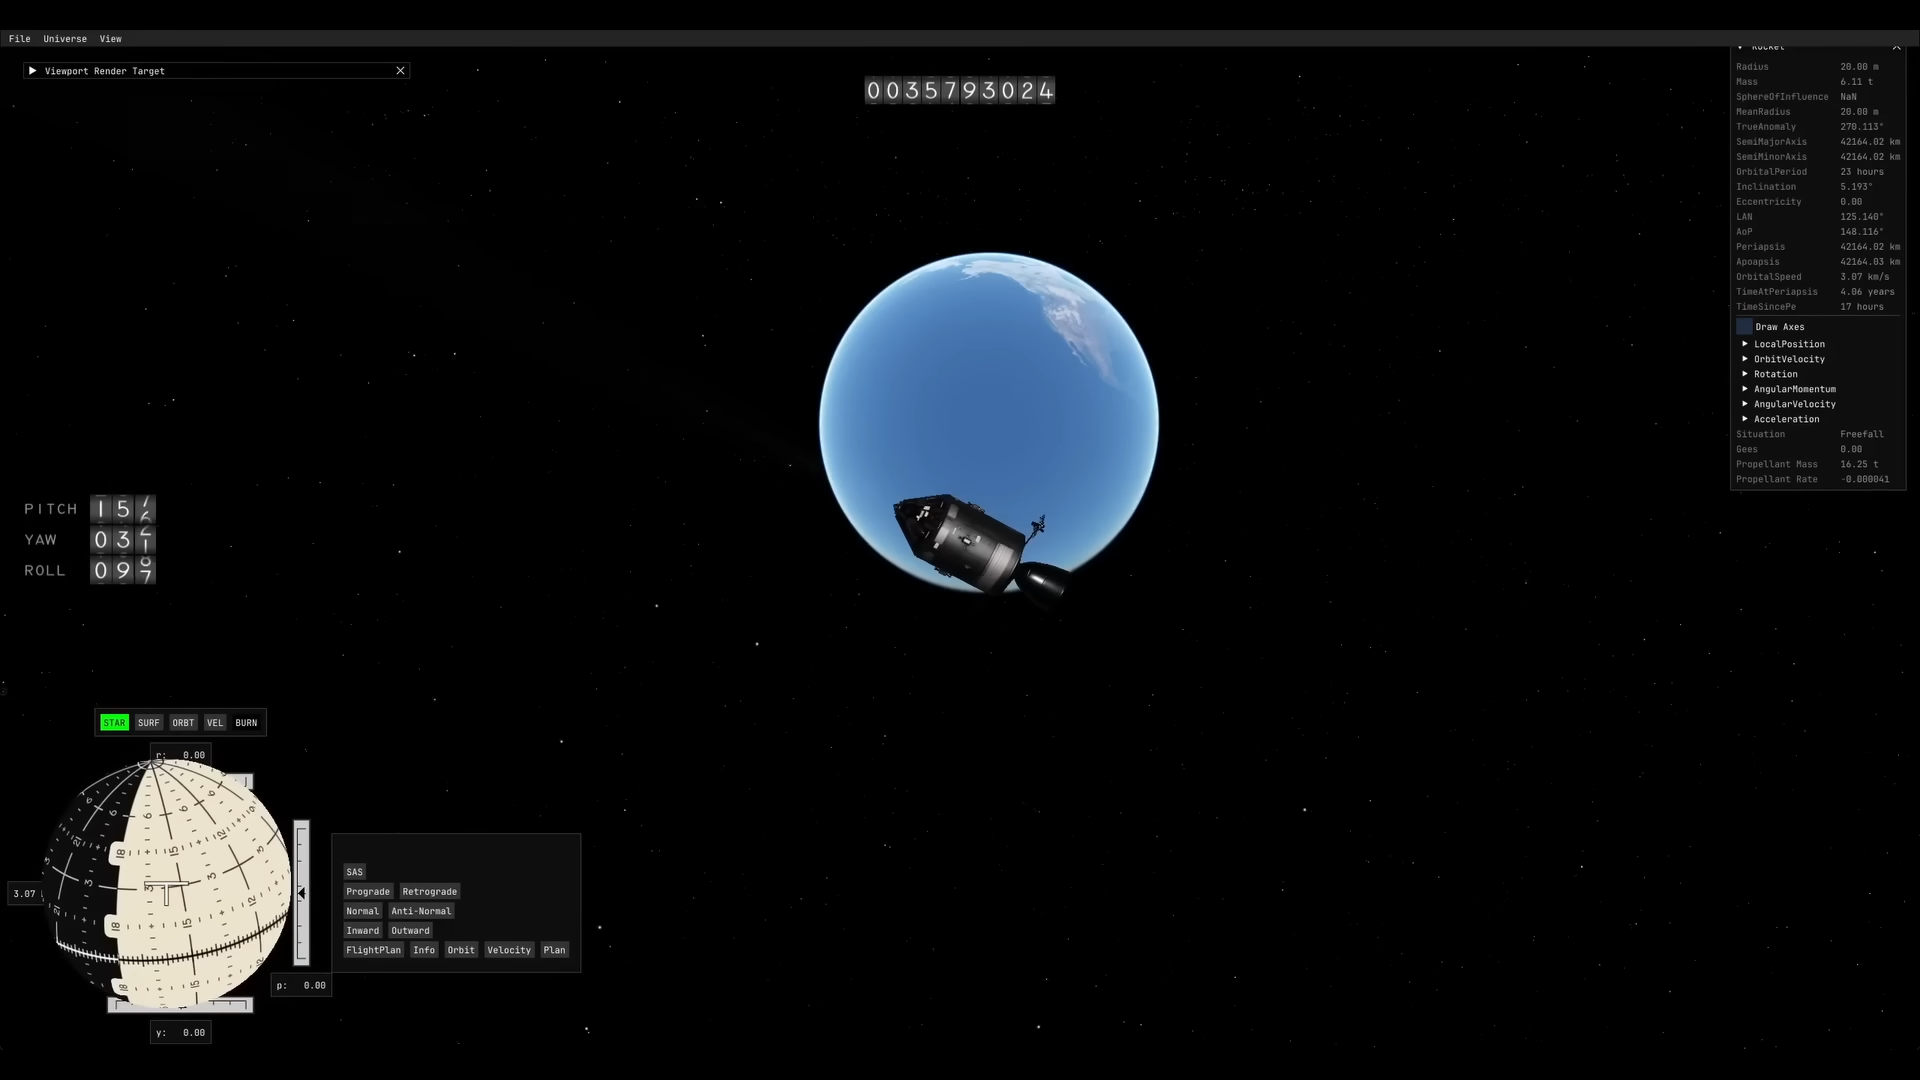 File Universe View
Viewport Render Target
0035793024
Rocket
Radius 20.00 m
Mass 6.11 t
SphereOfInfluence NaN
MeanRadius 20.00 m
TrueAnomaly 270.113°
SemiMajorAxis 42164.02 km
SemiMinorAxis 42164.02 km
OrbitalPeriod 23 hours
Inclination 5.193°
Eccentricity 0.00
LAN 125.140°
AoP 148.116°
Periapsis 42164.02 km
Apoapsis 42164.03 km
OrbitalSpeed 3.07 km/s
TimeAtPeriapsis 4.06 years
TimeSincePe 17 hours
Draw Axes
LocalPosition
OrbitVelocity
Rotation
AngularMomentum
AngularVelocity
Acceleration
Situation Freefall
Gees 0.00
Propellant Mass 16.25 t
Propellant Rate -0.000041
PITCH 15
YAW 03
ROLL 09
STAR SURF ORBT VEL BURN
r: 0.00
3.07
p: 0.00
y: 0.00
SAS
Prograde Retrograde
Normal Anti-Normal
Inward Outward
FlightPlan Info Orbit Velocity Plan